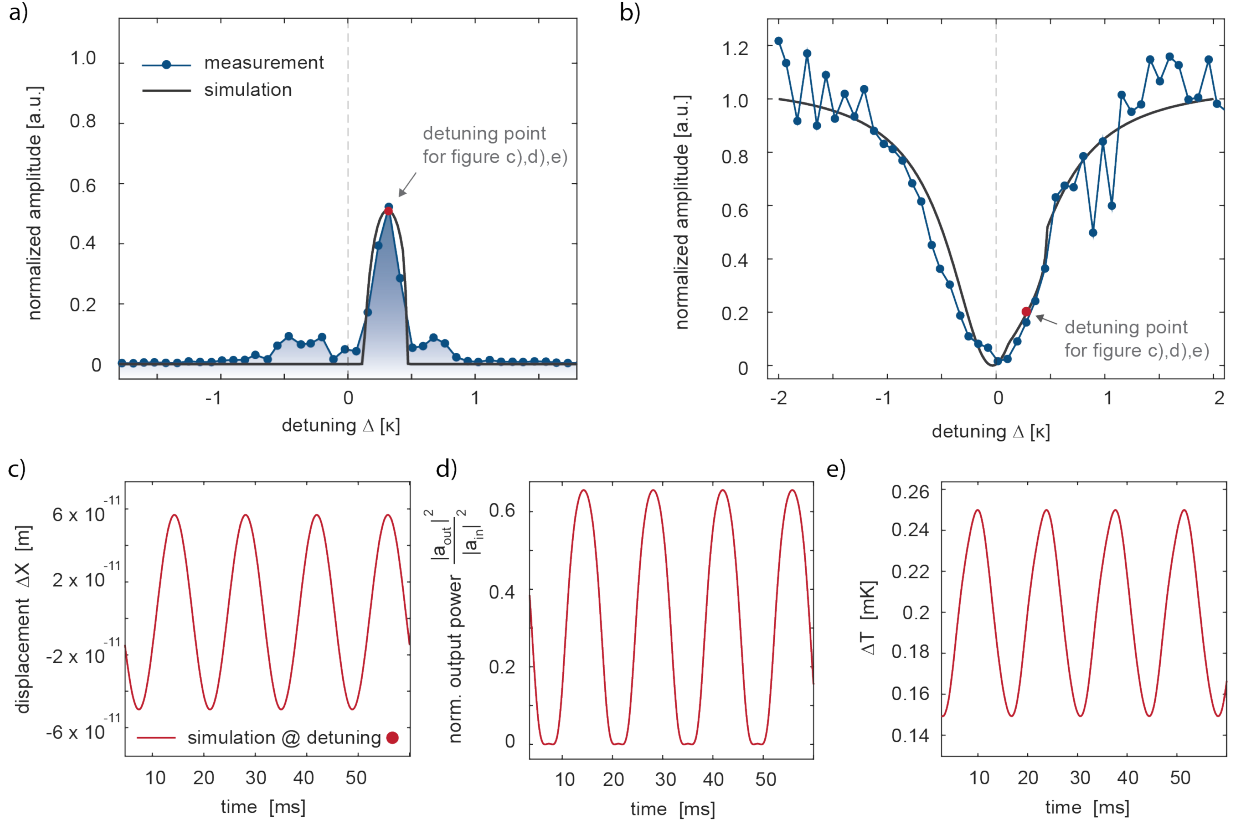 a)
1.0
0.8
0.6
0.4
0.2
0
normalized amplitude [a.u.]
measurement
simulation
detuning point
for figure c),d),e)
-1
0
1
detuning Δ [κ]
b)
1.2
1.0
0.8
0.6
0.4
0.2
0
normalized amplitude [a.u.]
detuning point
for figure c),d),e)
-2
-1
0
1
2
detuning Δ [κ]
c)
6 x 10⁻¹¹
2 x 10⁻¹¹
-2 x 10⁻¹¹
-6 x 10⁻¹¹
displacement ΔX [m]
simulation @ detuning
10
20
30
40
50
time [ms]
d)
0.6
0.4
0.2
0
norm. output power |a_out|² / |a_in|²
10
20
30
40
50
time [ms]
e)
0.26
0.24
0.22
0.2
0.18
0.16
0.14
ΔT [mK]
10
20
30
40
50
time [ms]